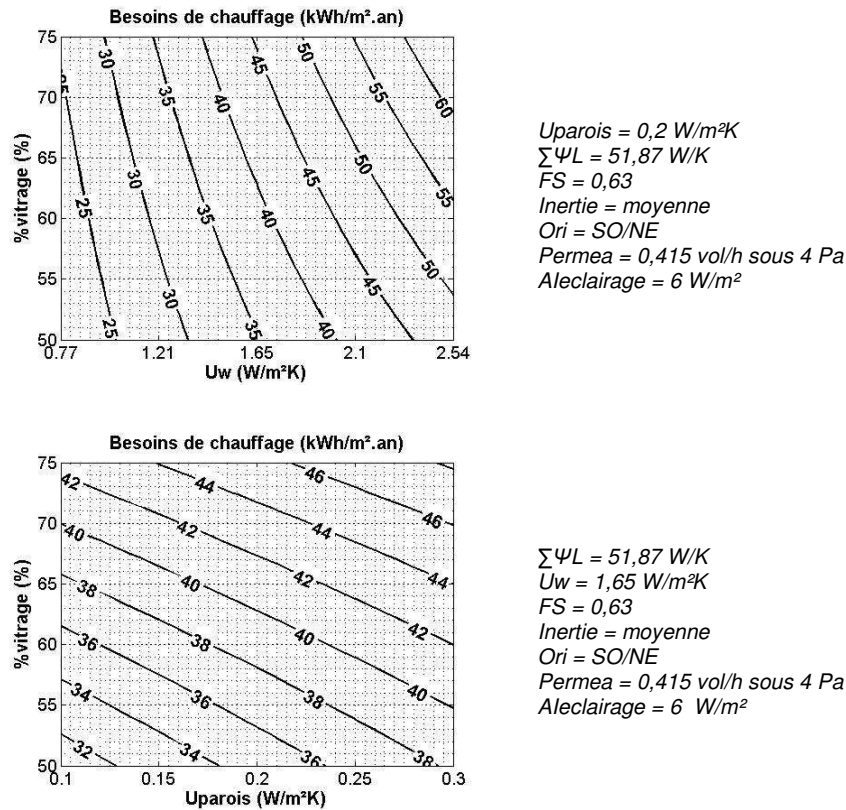 Besoins de chauffage (kWh/m².an)
75
70
65
60
55
50
%vitrage (%)
25 30 35 40 45 50 55 60
25 30 35 40 45 50 55
25 30 35 40 45 50
0.77 1.21 1.65 2.1 2.54
Uw (W/m²K)
Uparois = 0,2 W/m²K
∑ΨL = 51,87 W/K
FS = 0,63
Inertie = moyenne
Ori = SO/NE
Permea = 0,415 vol/h sous 4 Pa
Aleclairage = 6 W/m²
Besoins de chauffage (kWh/m².an)
75
70
65
60
55
50
%vitrage (%)
42 44 46
40 42 44 46
38 40 42 44
36 38 40 42
34 36 38 40
32 34 36 38
0.1 0.15 0.2 0.25 0.3
Uparois (W/m²K)
∑ΨL = 51,87 W/K
Uw = 1,65 W/m²K
FS = 0,63
Inertie = moyenne
Ori = SO/NE
Permea = 0,415 vol/h sous 4 Pa
Aleclairage = 6 W/m²